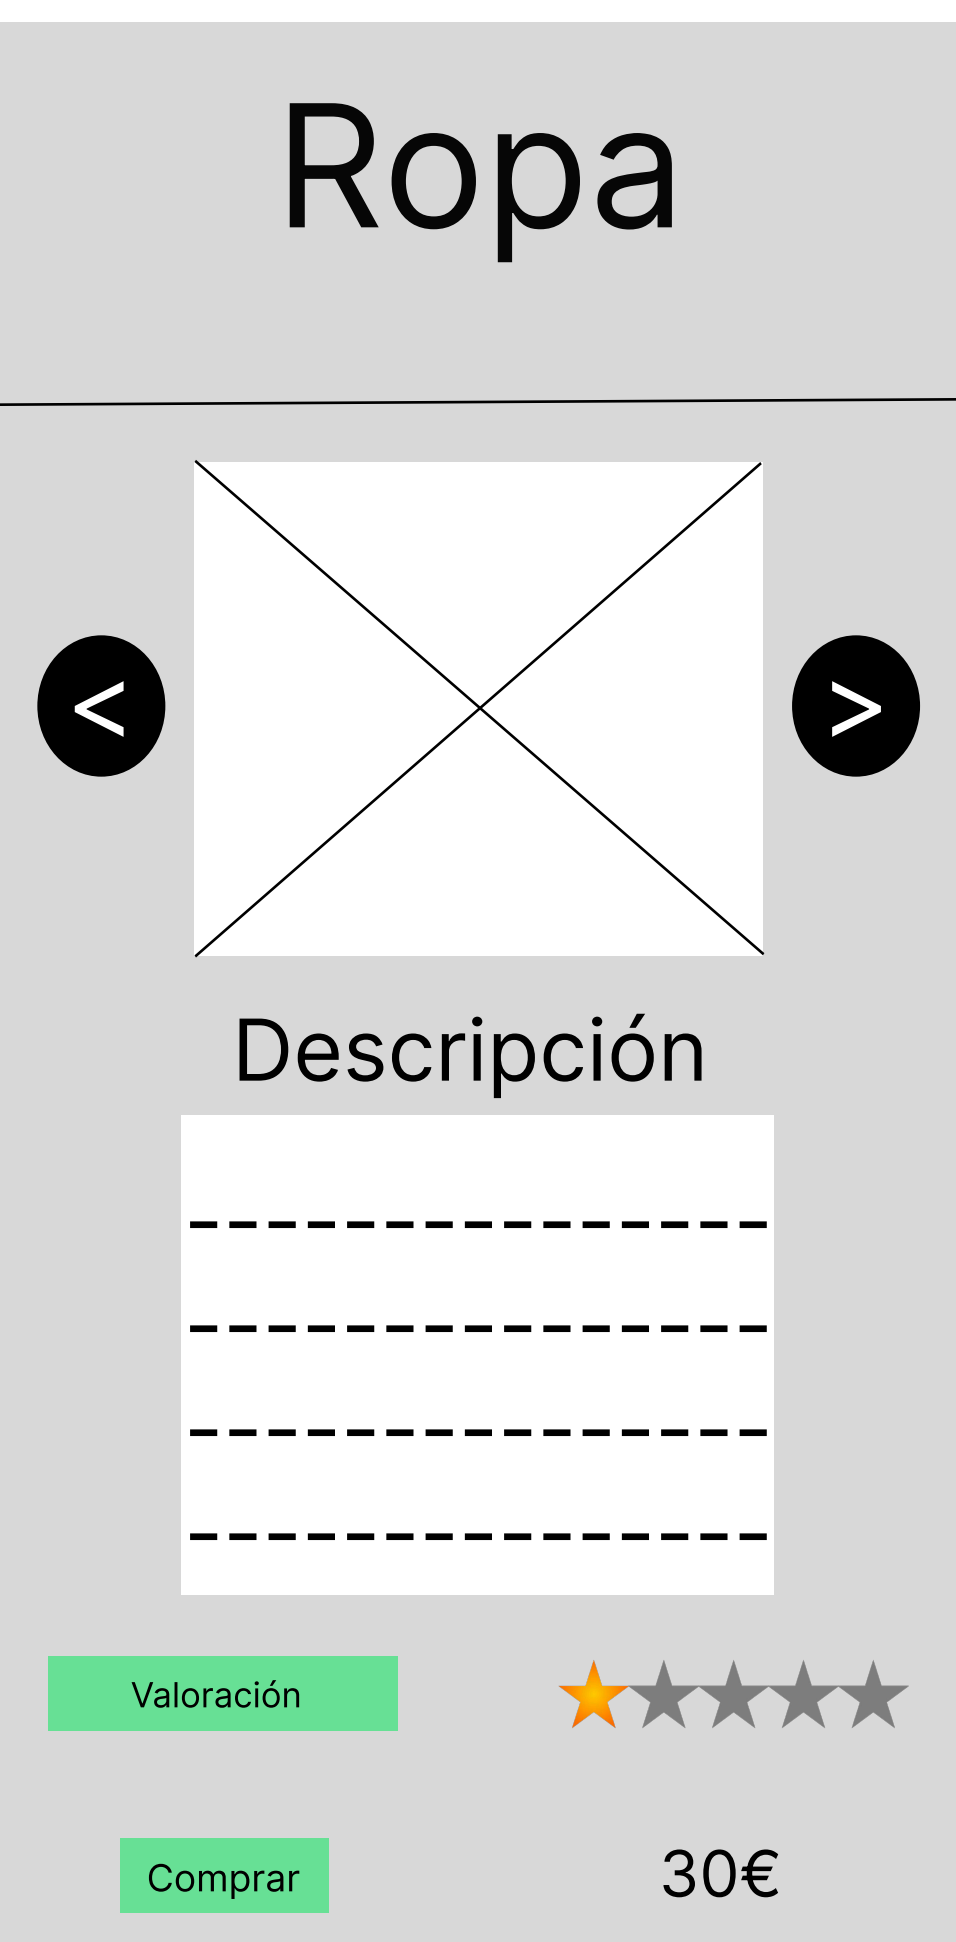 Ropa
< >
Descripción
Valoración
Comprar 30€